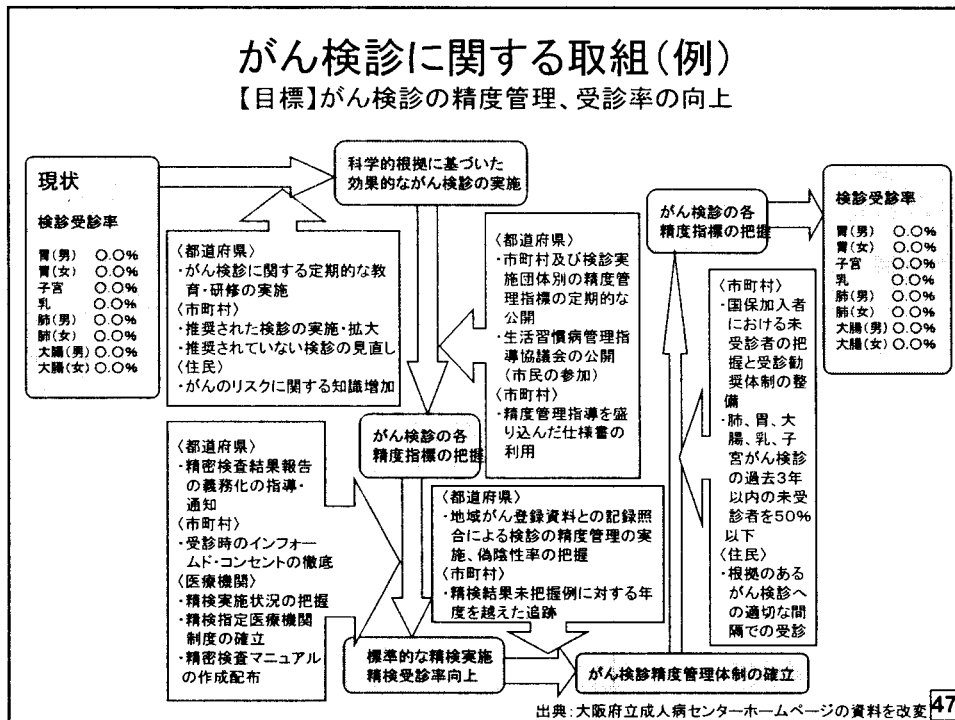 がん検診に関する取組(例)
【目標】がん検診の精度管理、受診率の向上
現状
検診受診率
胃(男) 〇.〇%
胃(女) 〇.〇%
子宮 〇.〇%
乳 〇.〇%
肺(男) 〇.〇%
肺(女) 〇.〇%
大腸(男) 〇.〇%
大腸(女) 〇.〇%
科学的根拠に基づいた
効果的ながん検診の実施
〈都道府県〉
・がん検診に関する定期的な教
育・研修の実施
〈市町村〉
・推奨された検診の実施・拡大
・推奨されていない検診の見直し
〈住民〉
・がんのリスクに関する知識増加
〈都道府県〉
・市町村及び検診実
施団体別の精度管
理指標の定期的な
公開
・生活習慣病管理指
導協議会の公開
(市民の参加)
〈市町村〉
・精度管理指導を盛
り込んだ仕様書の
利用
がん検診の各
精度指標の把握
〈都道府県〉
・精密検査結果報告
の義務化の指導・
通知
〈市町村〉
・受診時のインフォー
ムド・コンセントの徹底
〈医療機関〉
・精検実施状況の把握
・精検指定医療機関
制度の確立
・精密検査マニュアル
の作成配布
〈都道府県〉
・地域がん登録資料との記録照
合による検診の精度管理の実
施、偽陰性率の把握
〈市町村〉
・精検結果未把握例に対する年
度を越えた追跡
標準的な精検実施
精検受診率向上
がん検診精度管理体制の確立
がん検診の各
精度指標の把握
〈市町村〉
・国保加入者
における未
受診者の把
握と受診勧
奨体制の整
備
・肺、胃、大
腸、乳、子
宮がん検診
の過去3年
以内の未受
診者を50%
以下
〈住民〉
・根拠のある
がん検診へ
の適切な間
隔での受診
検診受診率
胃(男) 〇.〇%
胃(女) 〇.〇%
子宮 〇.〇%
乳 〇.〇%
肺(男) 〇.〇%
肺(女) 〇.〇%
大腸(男) 〇.〇%
大腸(女) 〇.〇%
出典:大阪府立成人病センターホームページの資料を改変
47